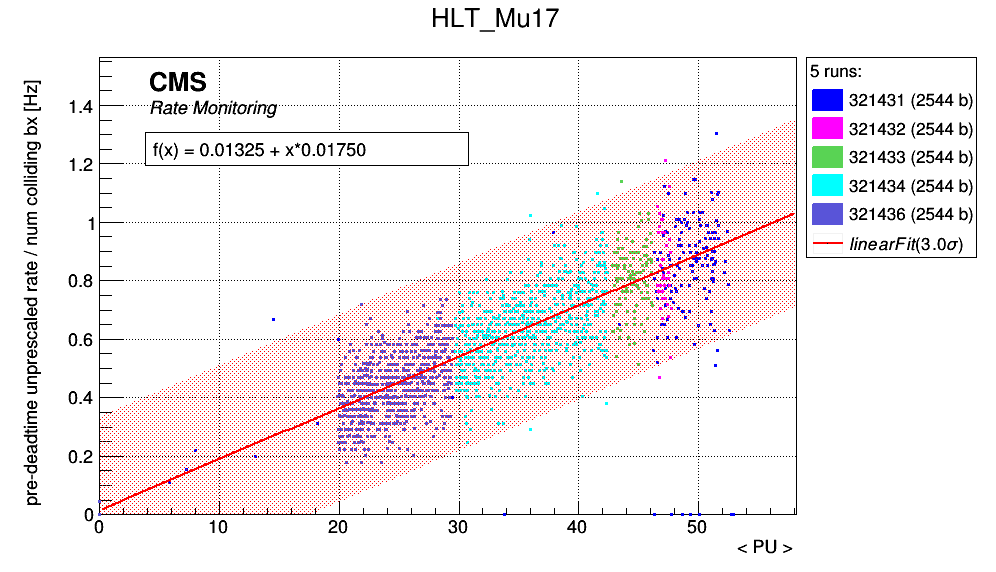 HLT_Mu17
pre-deadtime unprescaled rate / num colliding bx [Hz]
CMS
Rate Monitoring
f(x) = 0.01325 + x*0.01750
1.4
1.2
1
0.8
0.6
0.4
0.2
0
0 10 20 30 40 50
< PU >
5 runs:
321431 (2544 b)
321432 (2544 b)
321433 (2544 b)
321434 (2544 b)
321436 (2544 b)
linearFit(3.0σ)